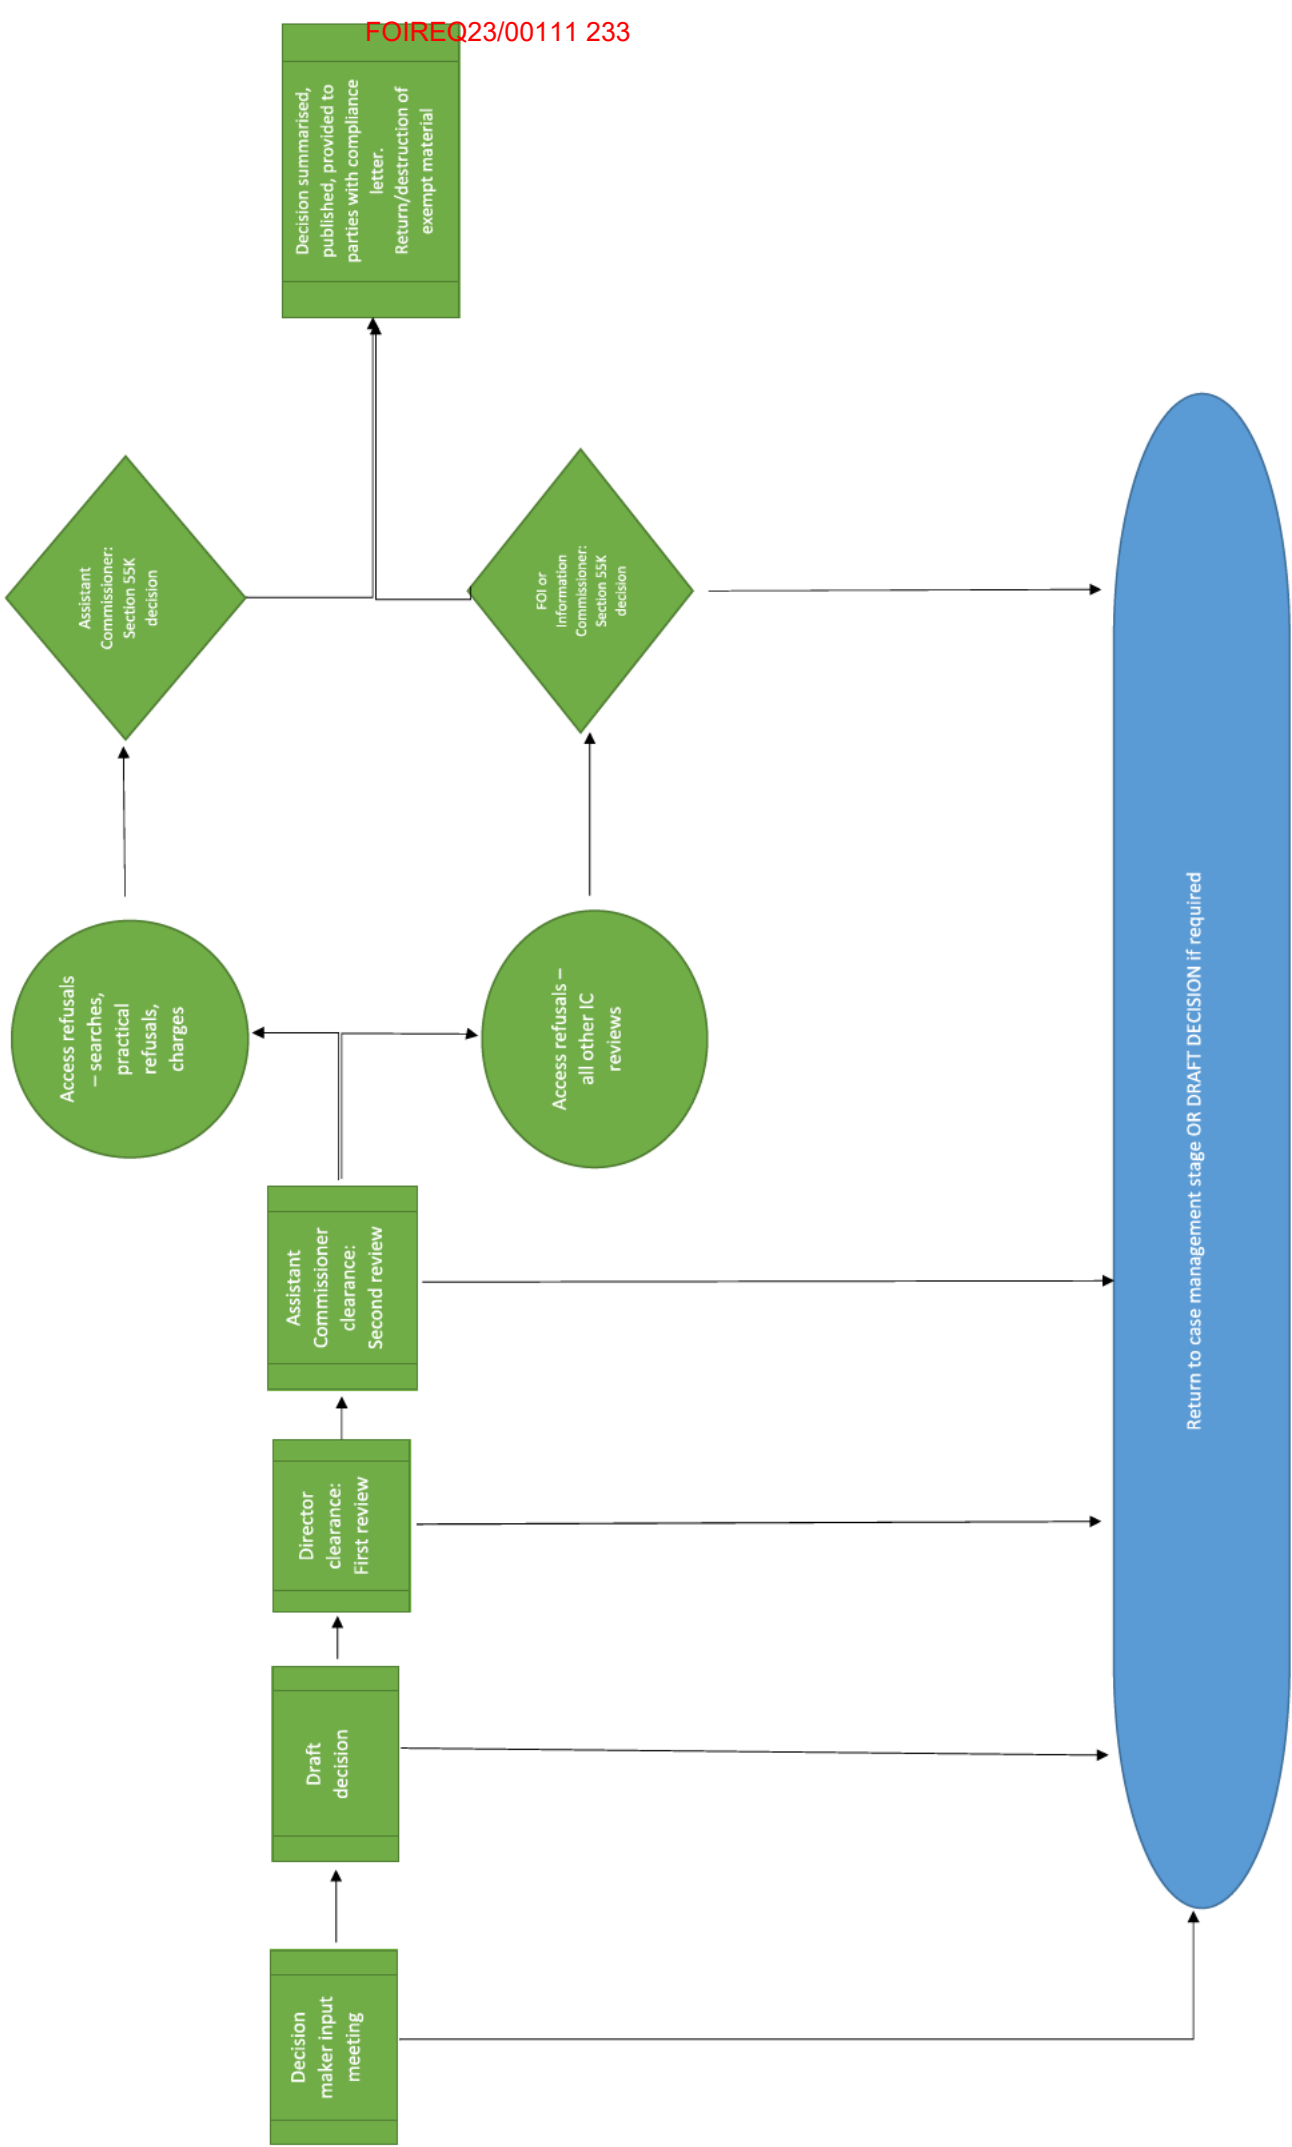 FOIREQ23/00111 233
Decision
maker input
meeting
Draft
decision
Director
clearance:
First review
Assistant
Commissioner
clearance:
Second review
Access refusals
– searches,
practical
refusals,
charges
Access refusals –
all other IC
reviews
Assistant
Commissioner:
Section 55K
decision
FOI or
Information
Commissioner:
Section 55K
decision
Decision summarised,
published, provided to
parties with compliance
letter.
Return/destruction of
exempt material
Return to case management stage OR DRAFT DECISION if required